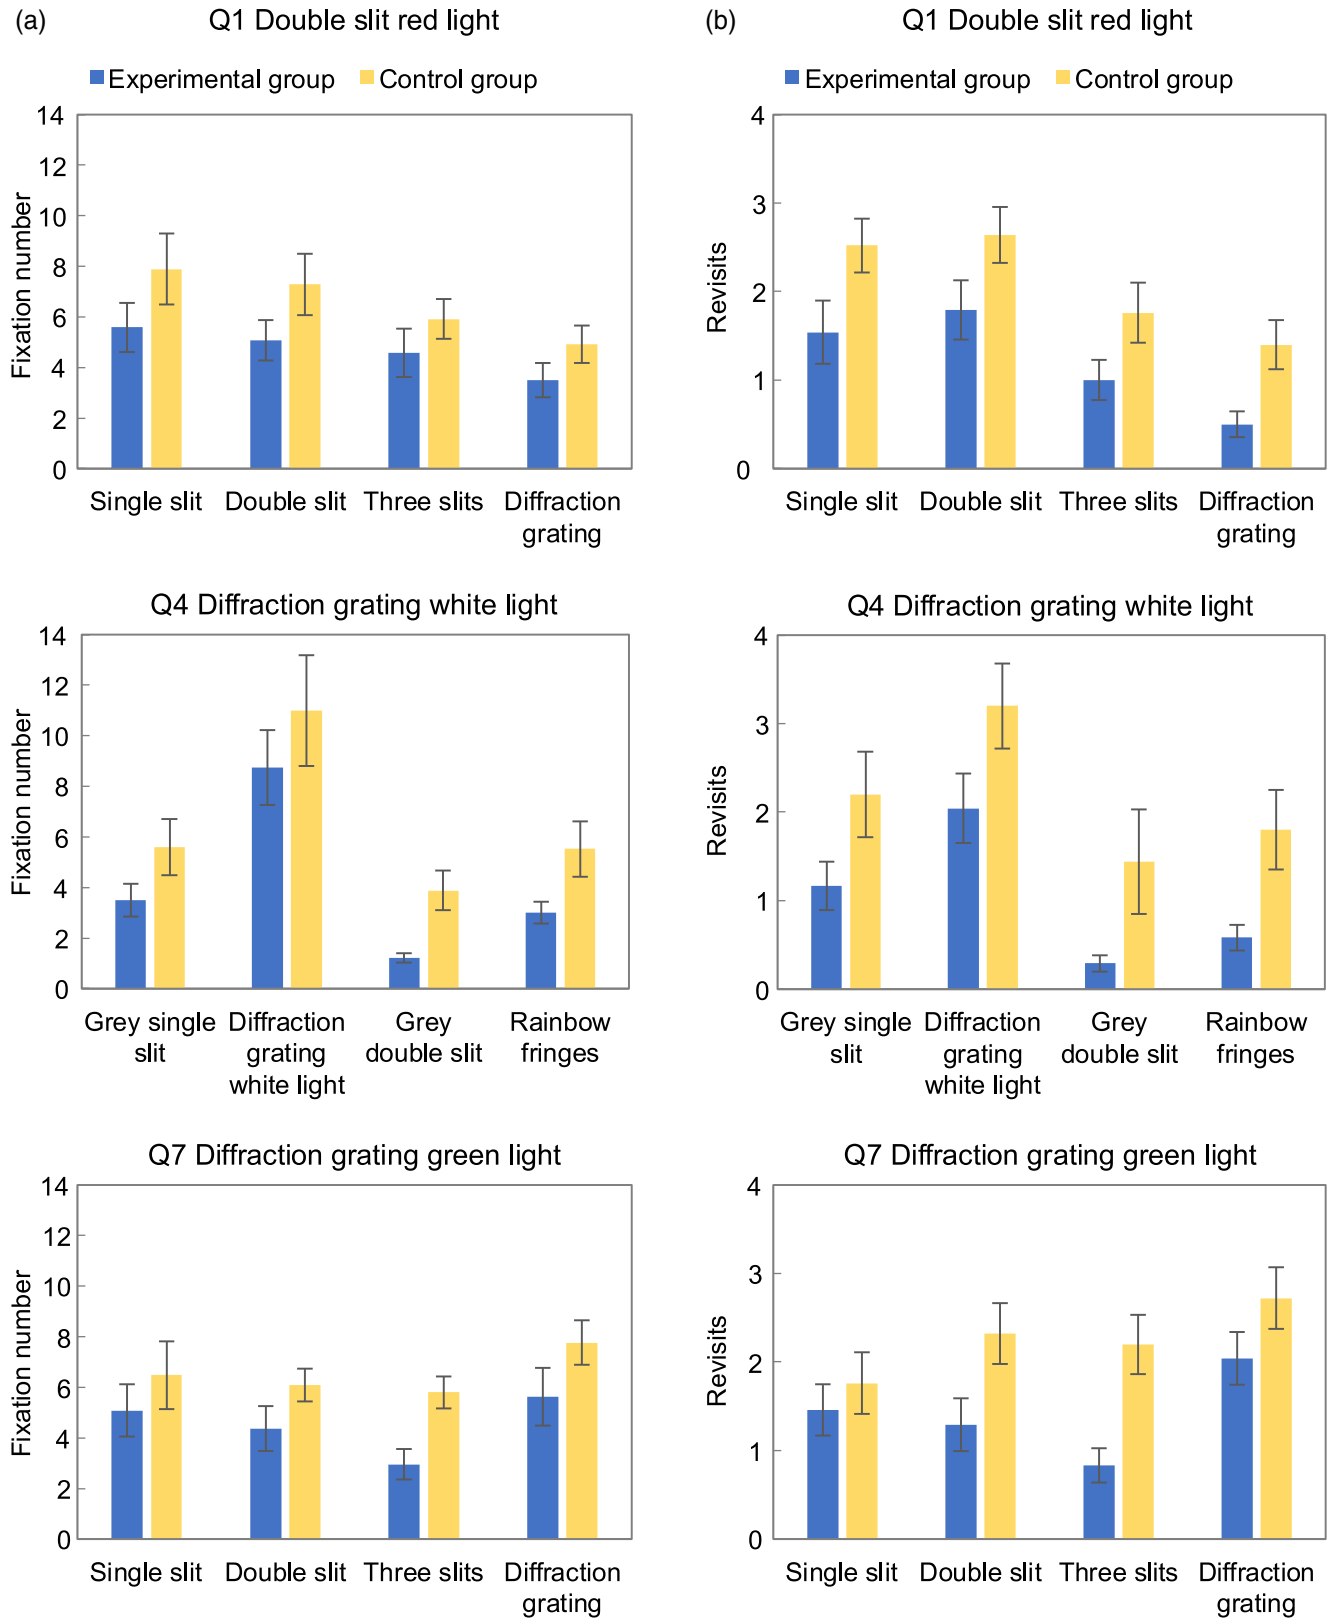 (a) Q1 Double slit red light
Experimental group Control group
Fixation number
14
12
10
8
6
4
2
0
Single slit Double slit Three slits Diffraction
grating
(b) Q1 Double slit red light
Experimental group Control group
Revisits
4
3
2
1
0
Single slit Double slit Three slits Diffraction
grating
Q4 Diffraction grating white light
Fixation number
14
12
10
8
6
4
2
0
Grey single Diffraction Grey Rainbow
slit grating double slit fringes
white light
Q4 Diffraction grating white light
Revisits
4
3
2
1
0
Grey single Diffraction Grey Rainbow
slit grating double slit fringes
white light
Q7 Diffraction grating green light
Fixation number
14
12
10
8
6
4
2
0
Single slit Double slit Three slits Diffraction
grating
Q7 Diffraction grating green light
Revisits
4
3
2
1
0
Single slit Double slit Three slits Diffraction
grating